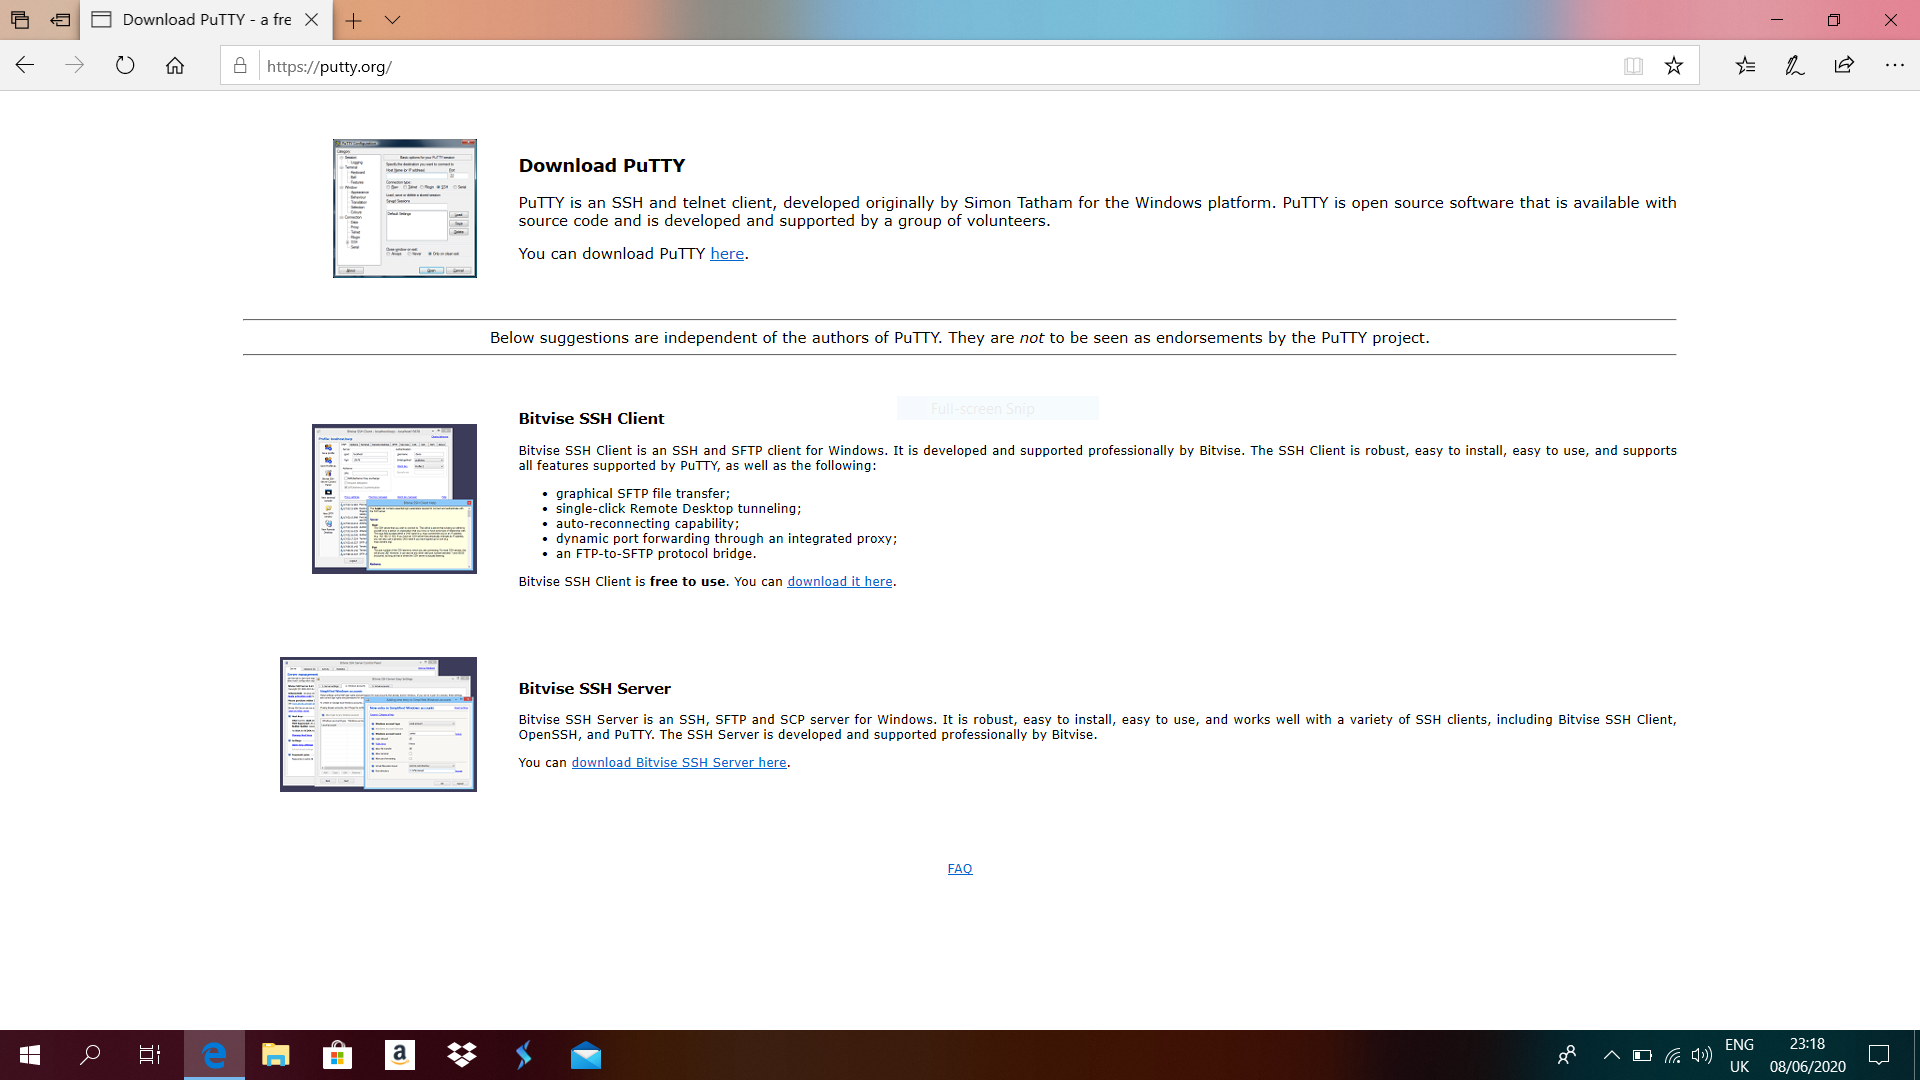 Download PuTTY - a fre
https://putty.org/
Download PuTTY
PuTTY is an SSH and telnet client, developed originally by Simon Tatham for the Windows platform. PuTTY is open source software that is available with
source code and is developed and supported by a group of volunteers.
You can download PuTTY here.
Below suggestions are independent of the authors of PuTTY. They are not to be seen as endorsements by the PuTTY project.
Full-screen Snip
Bitvise SSH Client
Bitvise SSH Client is an SSH and SFTP client for Windows. It is developed and supported professionally by Bitvise. The SSH Client is robust, easy to install, easy to use, and supports
all features supported by PuTTY, as well as the following:
• graphical SFTP file transfer;
• single-click Remote Desktop tunneling;
• auto-reconnecting capability;
• dynamic port forwarding through an integrated proxy;
• an FTP-to-SFTP protocol bridge.
Bitvise SSH Client is free to use. You can download it here.
Bitvise SSH Server
Bitvise SSH Server is an SSH, SFTP and SCP server for Windows. It is robust, easy to install, easy to use, and works well with a variety of SSH clients, including Bitvise SSH Client,
OpenSSH, and PuTTY. The SSH Server is developed and supported professionally by Bitvise.
You can download Bitvise SSH Server here.
FAQ
ENG
UK
23:18
08/06/2020